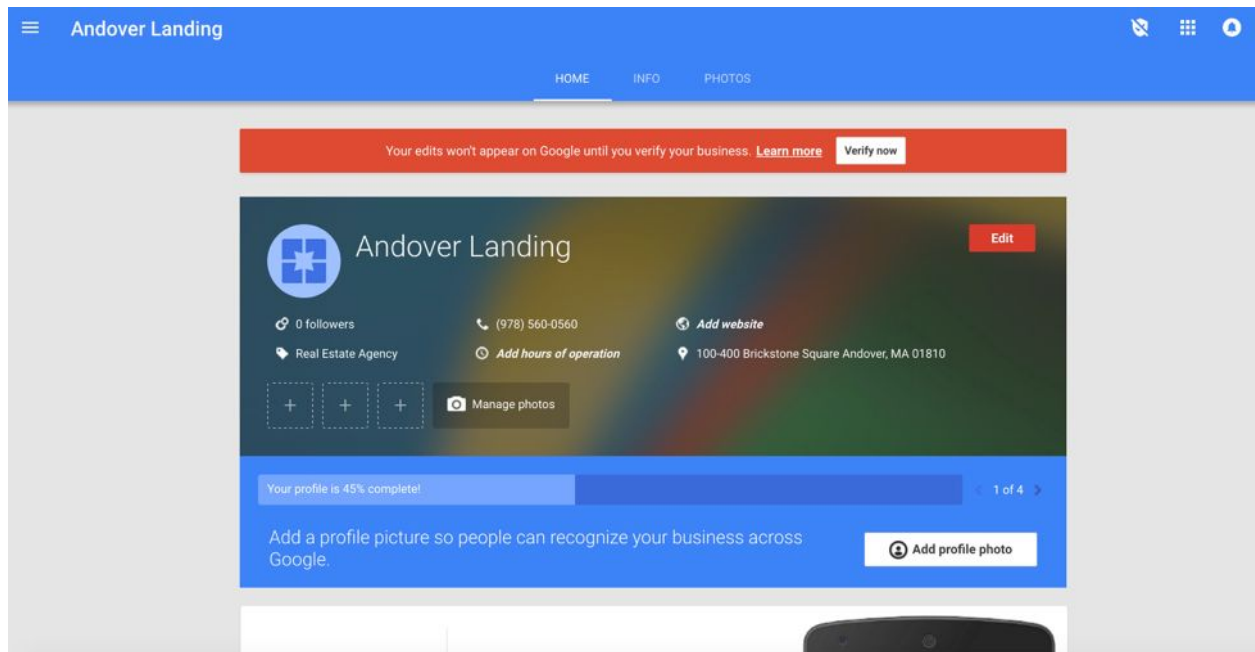 Andover Landing
HOME INFO PHOTOS
Your edits won't appear on Google until you verify your business. Learn more Verify now
Andover Landing
Edit
0 followers (978) 560-0560 Add website
Real Estate Agency Add hours of operation 100-400 Brickstone Square Andover, MA 01810
+ + + Manage photos
Your profile is 45% complete! 1 of 4
Add a profile picture so people can recognize your business across
Google.
Add profile photo